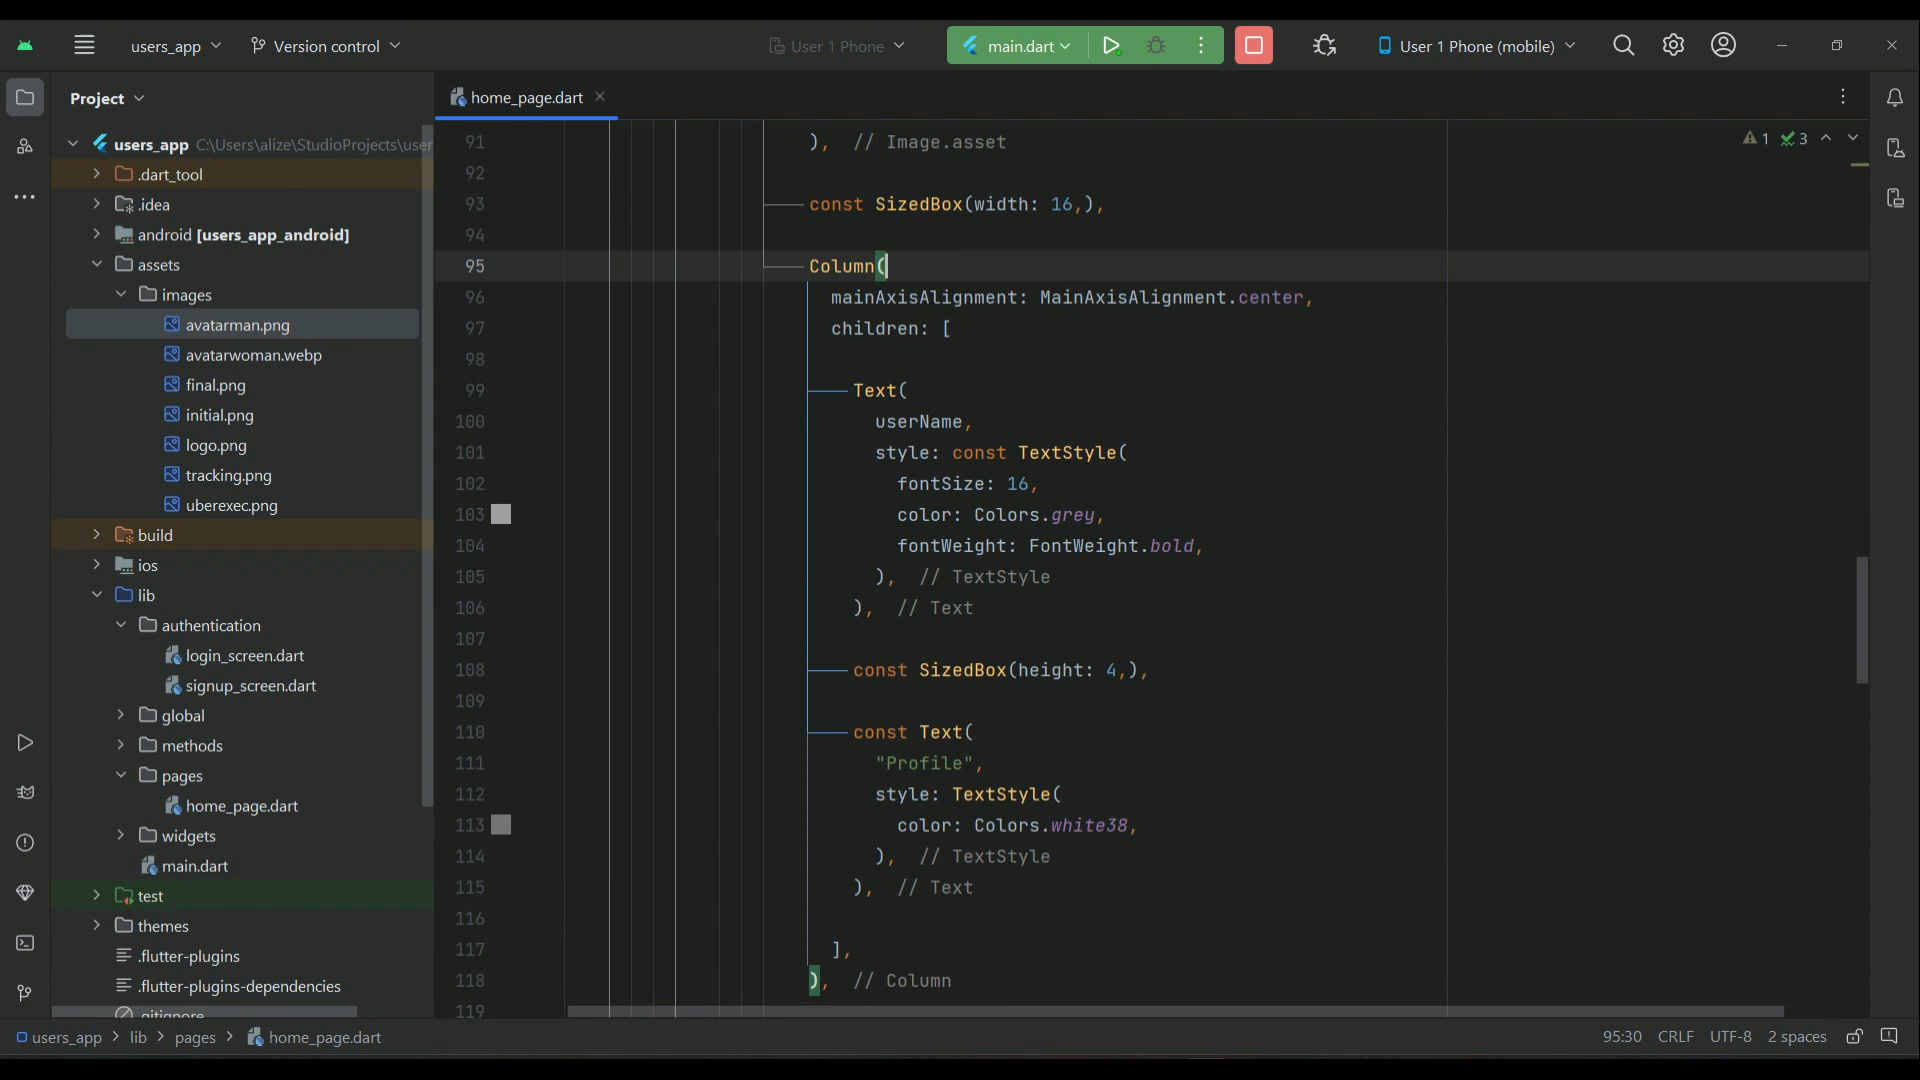 users_app Version control User 1 Phone main.dart User 1 Phone (mobile)
Project
users_app C:\Users\alize\StudioProjects\user
.dart_tool
.idea
android [users_app_android]
assets
images
avatarman.png
avatarwoman.webp
final.png
initial.png
logo.png
tracking.png
uberexec.png
build
ios
lib
authentication
login_screen.dart
signup_screen.dart
global
methods
pages
home_page.dart
widgets
main.dart
test
themes
.flutter-plugins
.flutter-plugins-dependencies
.gitignore
home_page.dart
1 3
91 ), // Image.asset
92
93 const SizedBox(width: 16,),
94
95 Column(
96 mainAxisAlignment: MainAxisAlignment.center,
97 children: [
98
99 Text(
100 userName,
101 style: const TextStyle(
102 fontSize: 16,
103 color: Colors.grey,
104 fontWeight: FontWeight.bold,
105 ), // TextStyle
106 ), // Text
107
108 const SizedBox(height: 4,),
109
110 const Text(
111 "Profile",
112 style: TextStyle(
113 color: Colors.white38,
114 ), // TextStyle
115 ), // Text
116
117 ],
118 ), // Column
119
users_app > lib > pages > home_page.dart 95:30 CRLF UTF-8 2 spaces